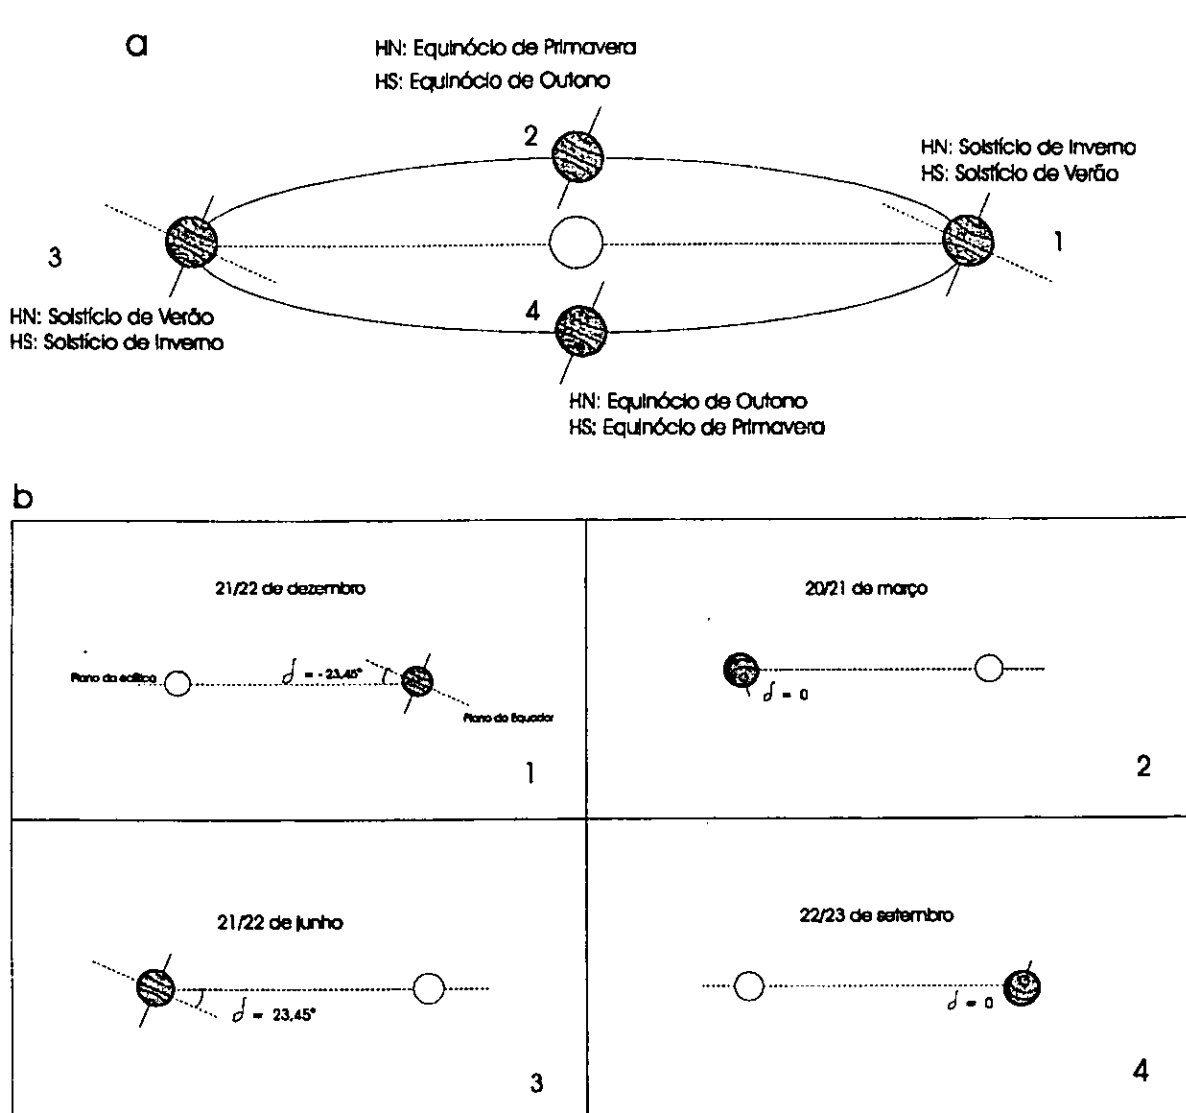 a
HN: Equinócio de Primavera
HS: Equinócio de Outono
2
HN: Solstício de Inverno
HS: Solstício de Verão
1
3
HN: Solstício de Verão
HS: Solstício de Inverno
4
HN: Equinócio de Outono
HS: Equinócio de Primavera
b
21/22 de dezembro
Plano da eclítica
δ = - 23,45°
Plano do Equador
1
20/21 de março
δ = 0
2
21/22 de junho
δ = 23,45°
3
22/23 de setembro
δ = 0
4